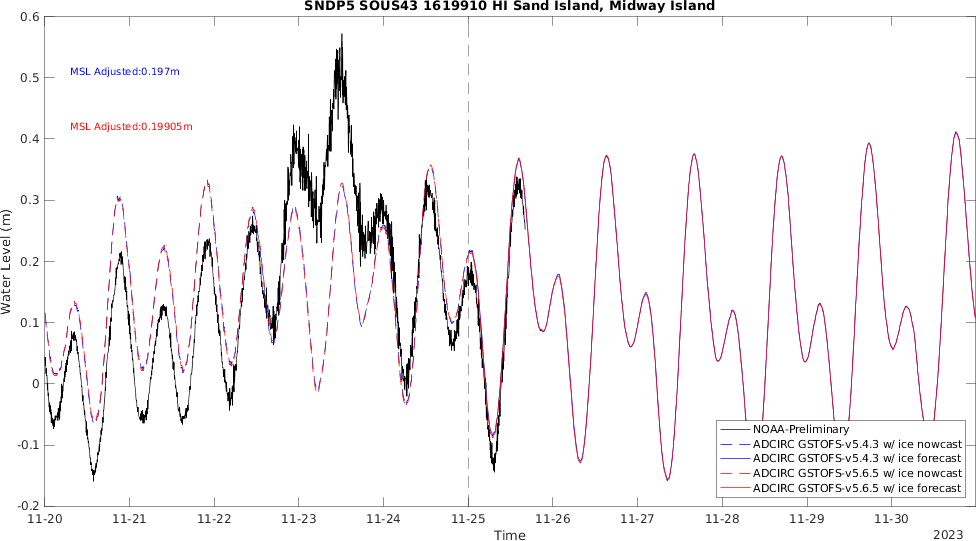 SNDP5 SOUS43 1619910 HI Sand Island, Midway Island
0.6
0.5
0.4
0.3
0.2
0.1
0
-0.1
-0.2
Water Level (m)
MSL Adjusted:0.197m
MSL Adjusted:0.19905m
NOAA-Preliminary
ADCIRC GSTOFS-v5.4.3 w/ ice nowcast
ADCIRC GSTOFS-v5.4.3 w/ ice forecast
ADCIRC GSTOFS-v5.6.5 w/ ice nowcast
ADCIRC GSTOFS-v5.6.5 w/ ice forecast
11-20 11-21 11-22 11-23 11-24 11-25 11-26 11-27 11-28 11-29 11-30
Time
2023